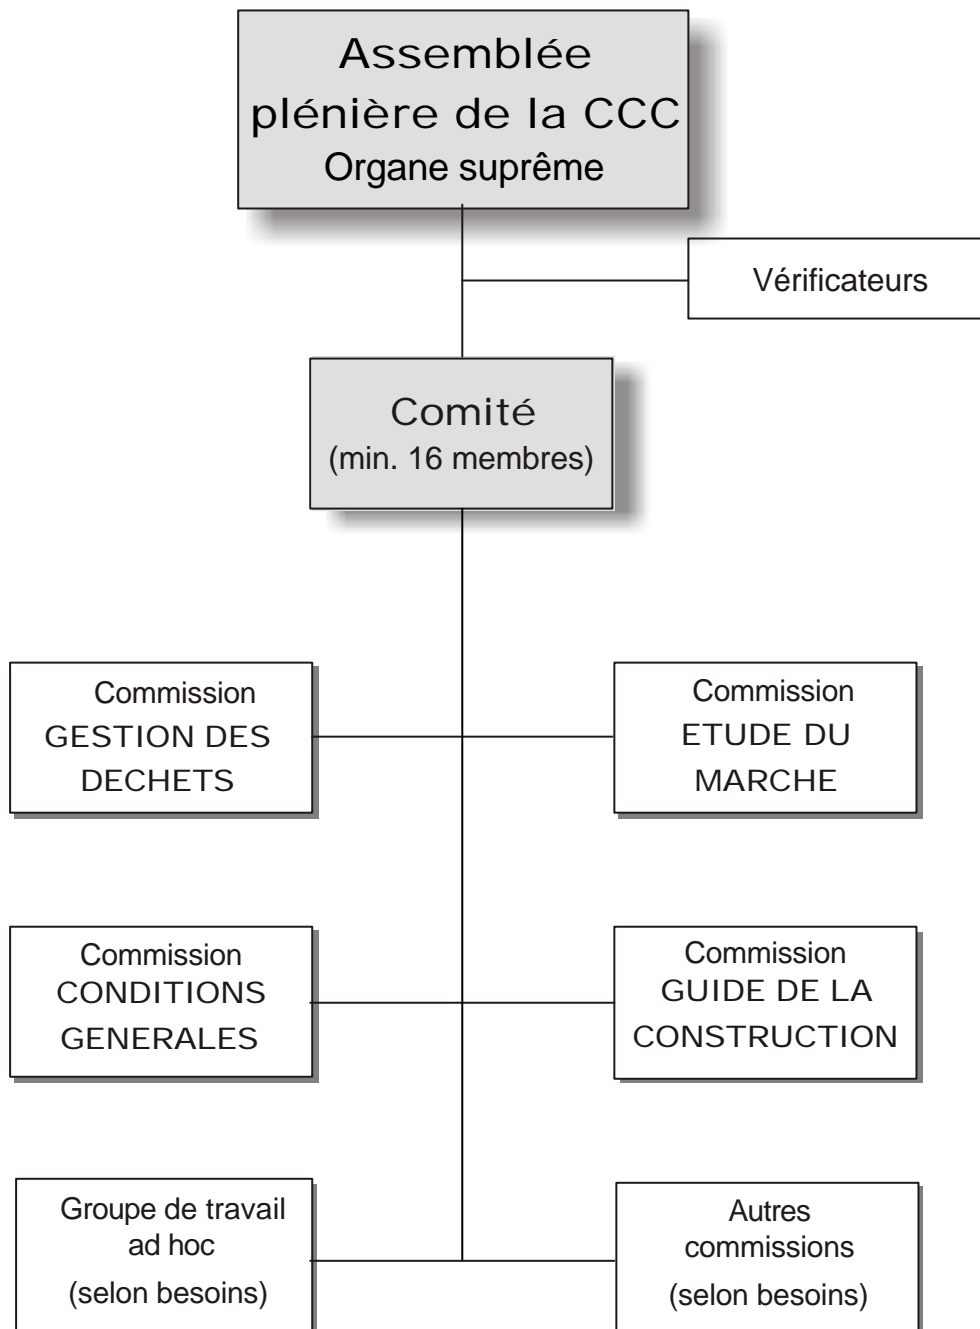 Assemblée
plénière de la CCC
Organe suprême
Vérificateurs
Comité
(min. 16 membres)
Commission
GESTION DES
DECHETS
Commission
ETUDE DU
MARCHE
Commission
CONDITIONS
GENERALES
Commission
GUIDE DE LA
CONSTRUCTION
Groupe de travail
ad hoc
(selon besoins)
Autres
commissions
(selon besoins)